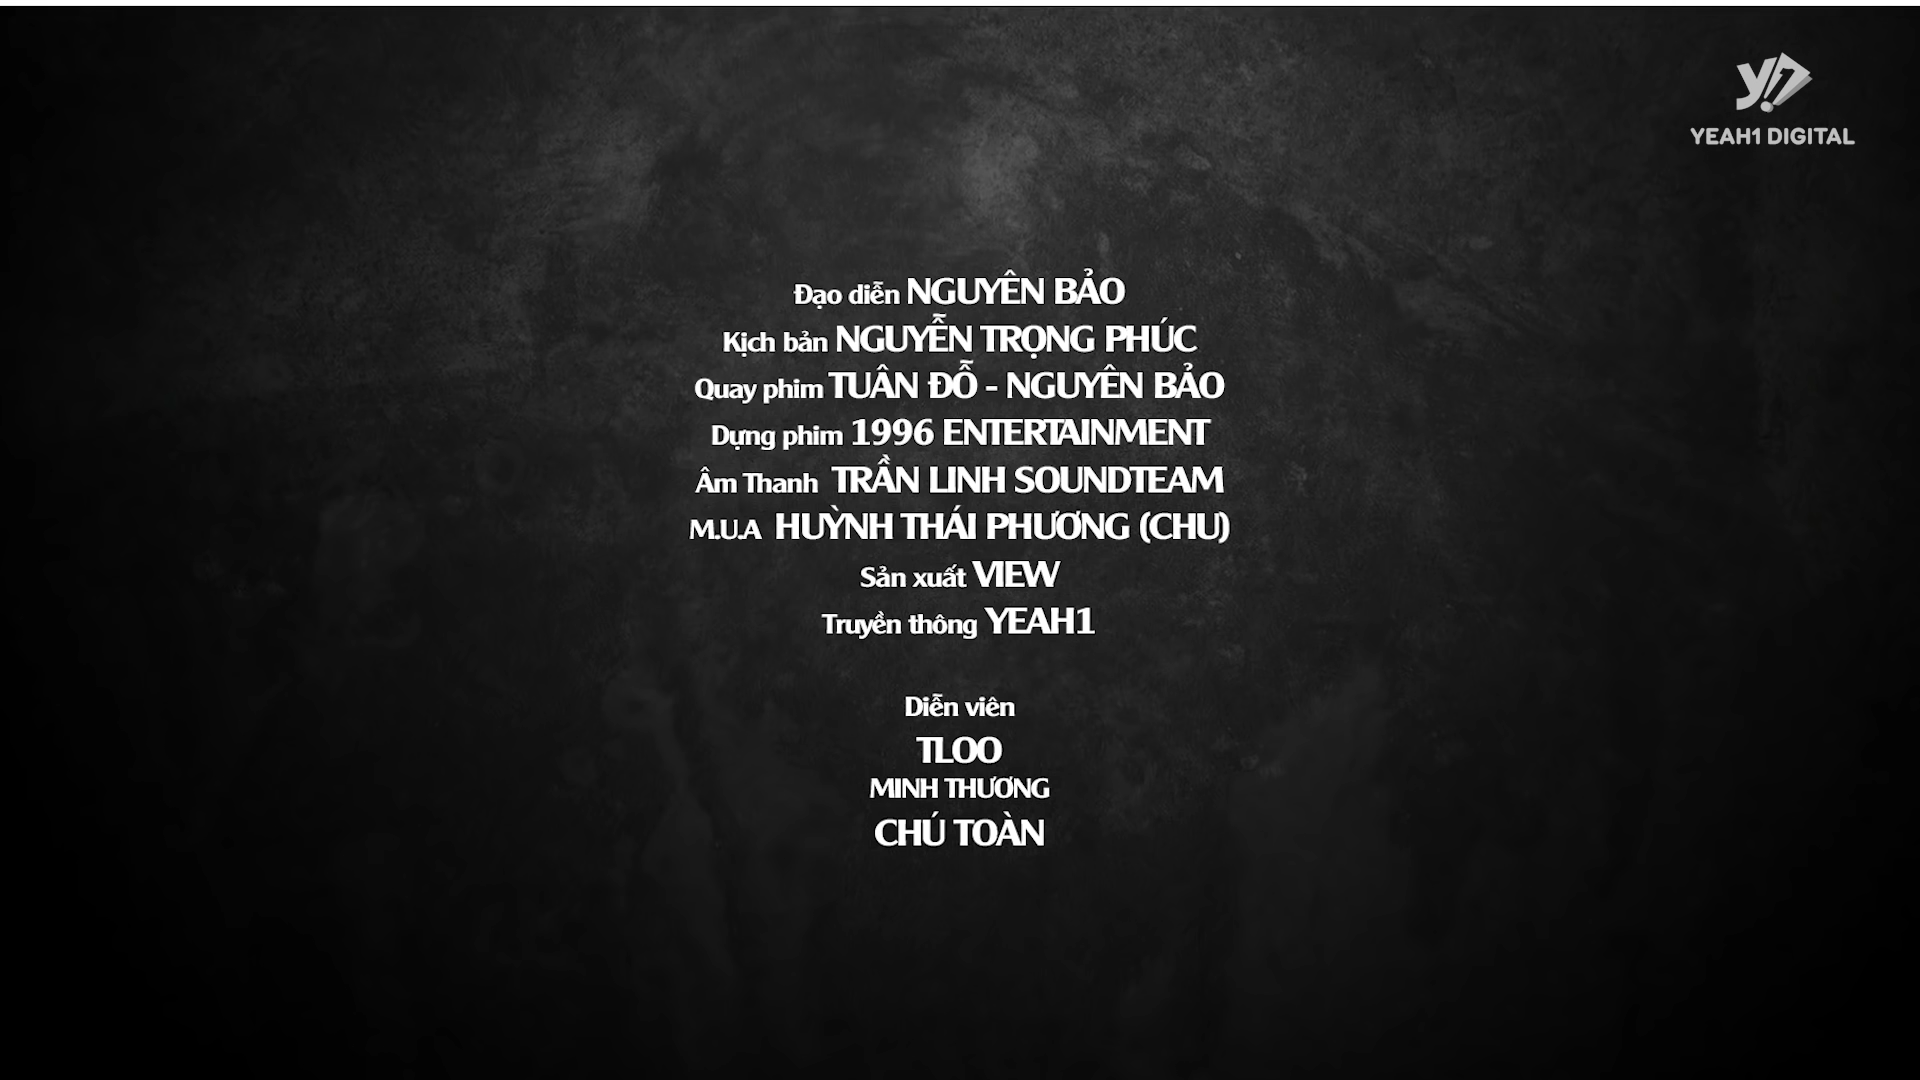 YEAH1 DIGITAL
Đạo diễn NGUYÊN BẢO
Kịch bản NGUYỄN TRỌNG PHÚC
Quay phim TUÂN ĐỖ - NGUYÊN BẢO
Dựng phim 1996 ENTERTAINMENT
Âm Thanh TRẦN LINH SOUNDTEAM
M.U.A HUỲNH THÁI PHƯƠNG (CHU)
Sản xuất VIEW
Truyền thông YEAH1
Diễn viên
TLOO
MINH THƯƠNG
CHÚ TOÀN